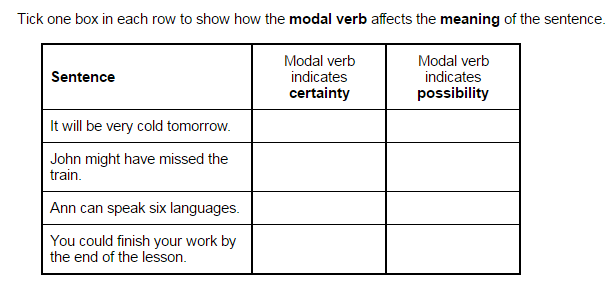 Tick one box in each row to show how the modal verb affects the meaning of the sentence.
Sentence
Modal verb
indicates
certainty
Modal verb
indicates
possibility
It will be very cold tomorrow.
John might have missed the
train.
Ann can speak six languages.
You could finish your work by
the end of the lesson.